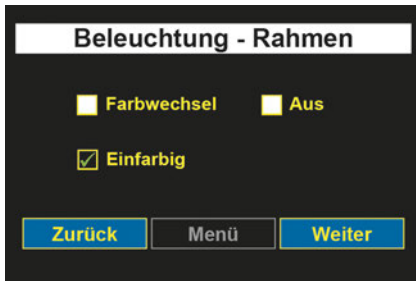 Beleuchtung - Rahmen
Farbwechsel Aus
Einfarbig
Zurück Menü Weiter